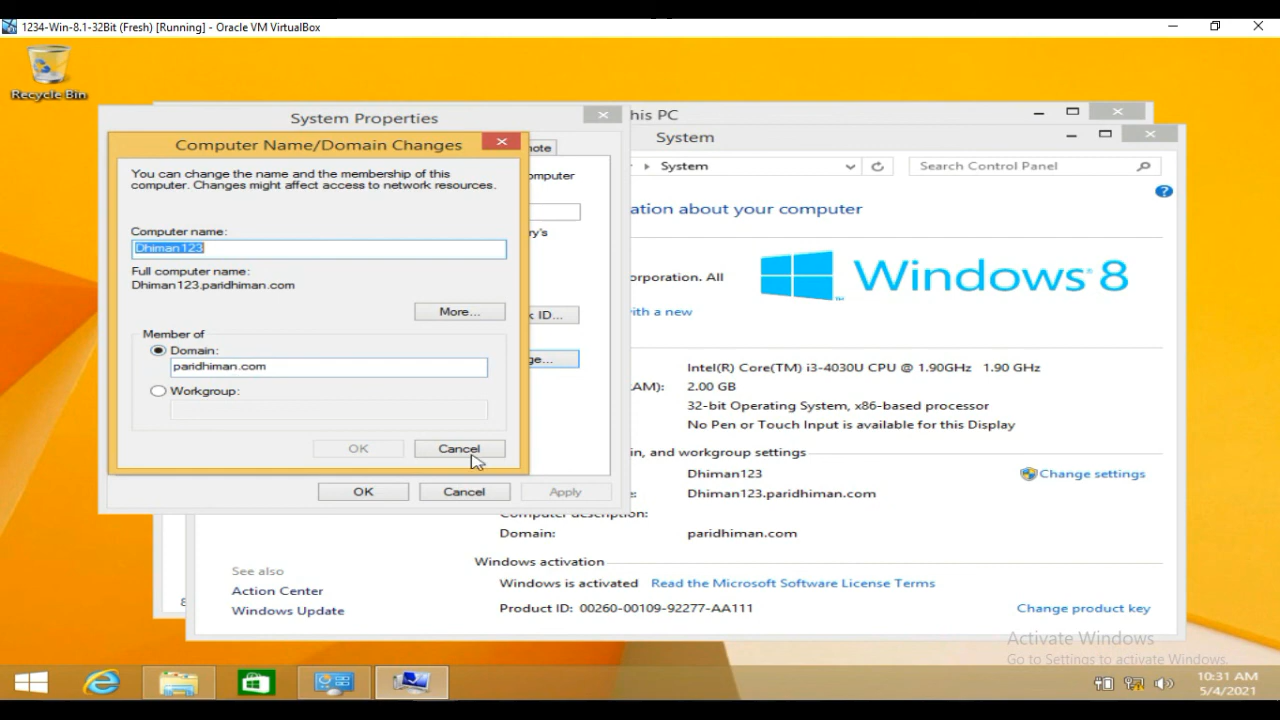 1234-Win-8.1-32Bit (Fresh) [Running] - Oracle VM VirtualBox
Recycle Bin
System Properties
his PC
Computer Name/Domain Changes
System
note
You can change the name and the membership of this
computer. Changes might affect access to network resources.
omputer
System
Search Control Panel
ation about your computer
Computer name:
ry's
Dhiman123
Full computer name:
Dhiman123.paridhiman.com
orporation. All
Windows 8
with a new
More...
k ID...
Member of
Domain:
paridhiman.com
ge...
Workgroup:
Intel(R) Core(TM) i3-4030U CPU @ 1.90GHz 1.90 GHz
AM):
2.00 GB
32-bit Operating System, x86-based processor
No Pen or Touch Input is available for this Display
OK
Cancel
in, and workgroup settings
Dhiman123
Change settings
OK
Cancel
Apply
e:
Dhiman123.paridhiman.com
Computer description:
Domain:
paridhiman.com
See also
Windows activation
Action Center
Windows is activated
Read the Microsoft Software License Terms
Windows Update
Product ID: 00260-00109-92277-AA111
Change product key
8
Activate Windows
Go to Settings to activate Windows.
10:31 AM
5/4/2021